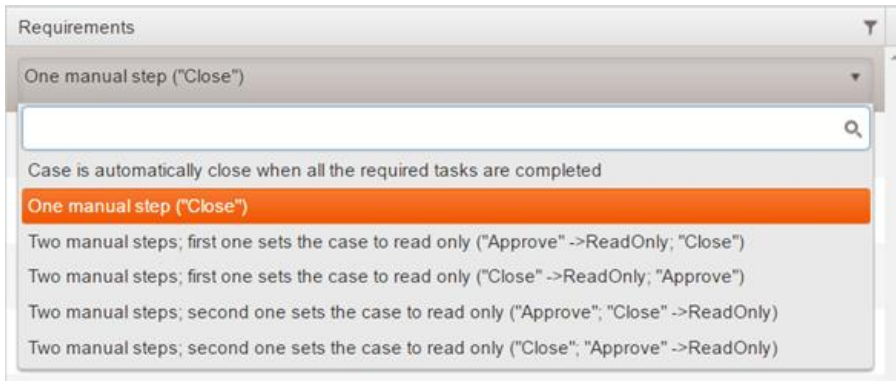 Requirements
One manual step ("Close")
Case is automatically close when all the required tasks are completed
One manual step ("Close")
Two manual steps; first one sets the case to read only ("Approve" ->ReadOnly; "Close")
Two manual steps; first one sets the case to read only ("Close" ->ReadOnly; "Approve")
Two manual steps; second one sets the case to read only ("Approve"; "Close" ->ReadOnly)
Two manual steps; second one sets the case to read only ("Close"; "Approve" ->ReadOnly)